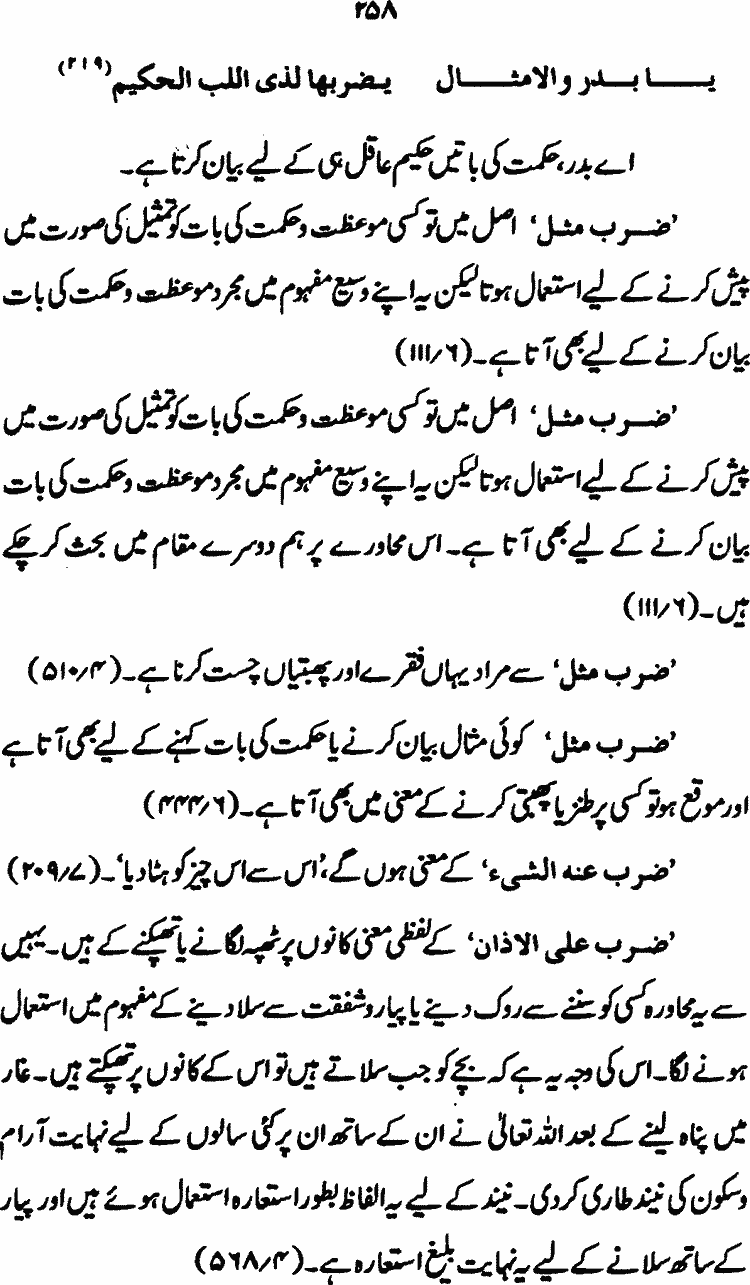 ۲۵۸
یــــا بـــدر والامثــــال یضربها لذی اللب الحکیم(۲۱۹)
اے بدر، حکمت کی باتیں حکیم عاقل ہی کے لیے بیان کرتا ہے۔
’ضرب مثل‘ اصل میں تو کسی موعظت وحکمت کی بات کو تمثیل کی صورت میں
پیش کرنے کے لیے استعمال ہوتا لیکن یہ اپنے وسیع مفہوم میں مجرد موعظت وحکمت کی بات
بیان کرنے کے لیے بھی آتا ہے۔(۶/۱۱۱)
’ضرب مثل‘ اصل میں تو کسی موعظت وحکمت کی بات کو تمثیل کی صورت میں
پیش کرنے کے لیے استعمال ہوتا لیکن یہ اپنے وسیع مفہوم میں مجرد موعظت وحکمت کی بات
بیان کرنے کے لیے بھی آتا ہے۔ اس محاورے پر ہم دوسرے مقام میں بحث کر چکے
ہیں۔(۶/۱۱۱)
’ضرب مثل‘ سے مراد یہاں فقرے اور پھبتیاں چست کرنا ہے۔(۴/۵۱۰)
’ضرب مثل‘ کوئی مثال بیان کرنے یا حکمت کی بات کہنے کے لیے بھی آتا ہے
اور موقع ہو تو کسی پر طنز یا پھبتی کرنے کے معنی میں بھی آتا ہے۔(۶/۴۴۴)
’ضرب عنه الشیء‘ کے معنی ہوں گے، ’اس سے اس چیز کو ہٹا دیا‘۔(۷/۲۰۹)
’ضرب علی الاذان‘ کے لفظی معنی کانوں پر ٹھپہ لگانے یا تھپکنے کے ہیں۔ یہیں
سے یہ محاورہ کسی کو سننے سے روک دینے یا پیار و شفقت سے سلا دینے کے مفہوم میں استعمال
ہونے لگا۔ اس کی وجہ یہ ہے کہ بچے کو جب سلاتے ہیں تو اس کے کانوں پر تھپکتے ہیں۔ غار
میں پناہ لینے کے بعد اللہ تعالیٰ نے ان کے ساتھ ان پر کئی سالوں کے لیے نہایت آرام
وسکون کی نیند طاری کر دی۔ نیند کے لیے یہ الفاظ بطور استعارہ استعمال ہوئے ہیں اور پیار
کے ساتھ سلانے کے لیے یہ نہایت بلیغ استعارہ ہے۔(۴/۵۶۸)